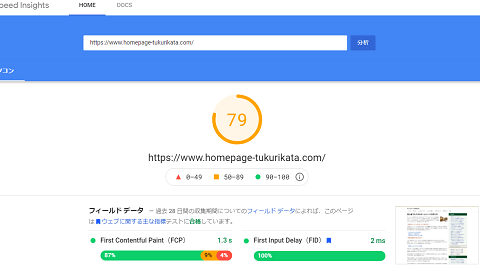 peed Insights HOME DOCS
https://www.homepage-tukurikata.com/ 分析
ソコン
79
https://www.homepage-tukurikata.com/
0–49 50–89 90–100
フィールド データ — 過去 28 日間の収集期間についてのフィールド データによれば、このページ
は ウェブに関する主な指標テストに合格しています。
First Contentful Paint (FCP) 1.3 s First Input Delay (FID) 2 ms
87% 9% 4% 100%